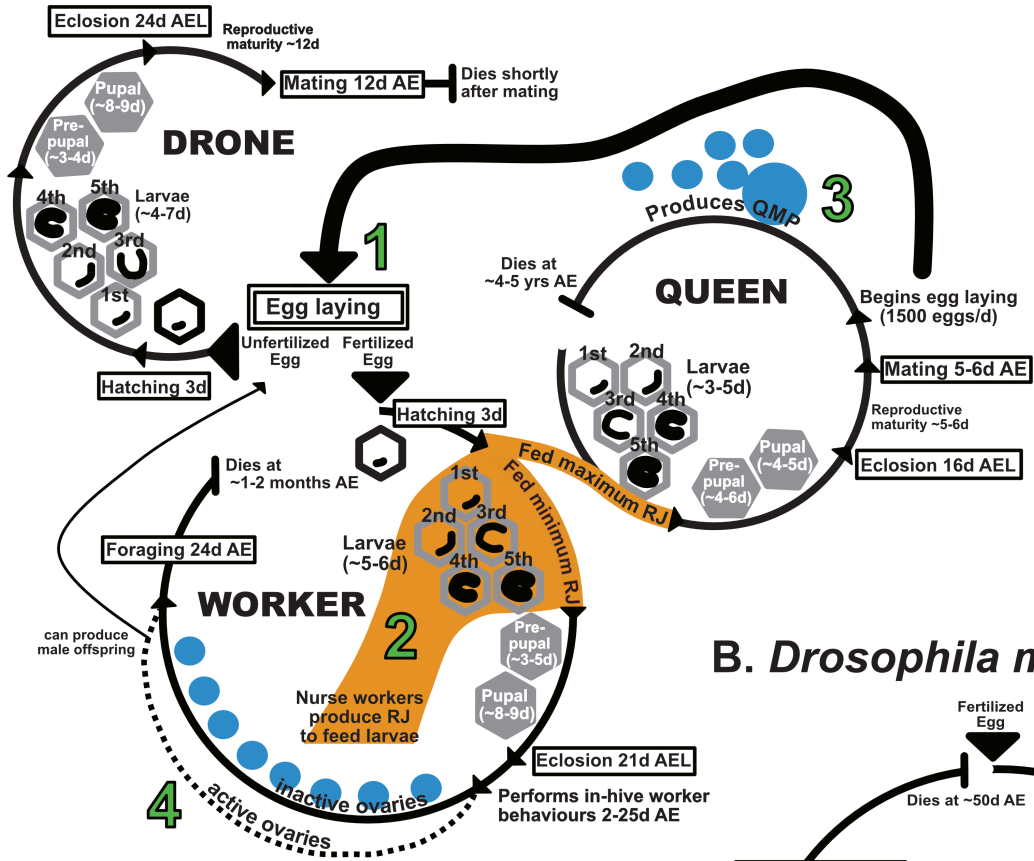 Eclosion 24d AEL
Reproductive
maturity ~12d
Mating 12d AE
Dies shortly
after mating
Pupal
(~8-9d)
Pre-
pupal
(~3-4d)
DRONE
4th
5th
Larvae
(~4-7d)
2nd
3rd
1st
Hatching 3d
1
Egg laying
Unfertilized
Egg
Fertilized
Egg
Hatching 3d
Produces QMP
3
Dies at
~4-5 yrs AE
QUEEN
Begins egg laying
(1500 eggs/d)
Mating 5-6d AE
Reproductive
maturity ~5-6d
Eclosion 16d AEL
1st
2nd
Larvae
(~3-5d)
3rd
4th
5th
Pupal
(~4-5d)
Pre-
pupal
(~4-6d)
Fed maximum RJ
Fed minimum RJ
Dies at
~1-2 months AE
Foraging 24d AE
WORKER
1st
2nd
3rd
Larvae
(~5-6d)
4th
5th
2
Nurse workers
produce RJ
to feed larvae
Pre-
pupal
(~3-5d)
Pupal
(~8-9d)
Eclosion 21d AEL
Performs in-hive worker
behaviours 2-25d AE
inactive ovaries
active ovaries
4
can produce
male offspring
B. Drosophila
Fertilized
Egg
Dies at ~50d AE